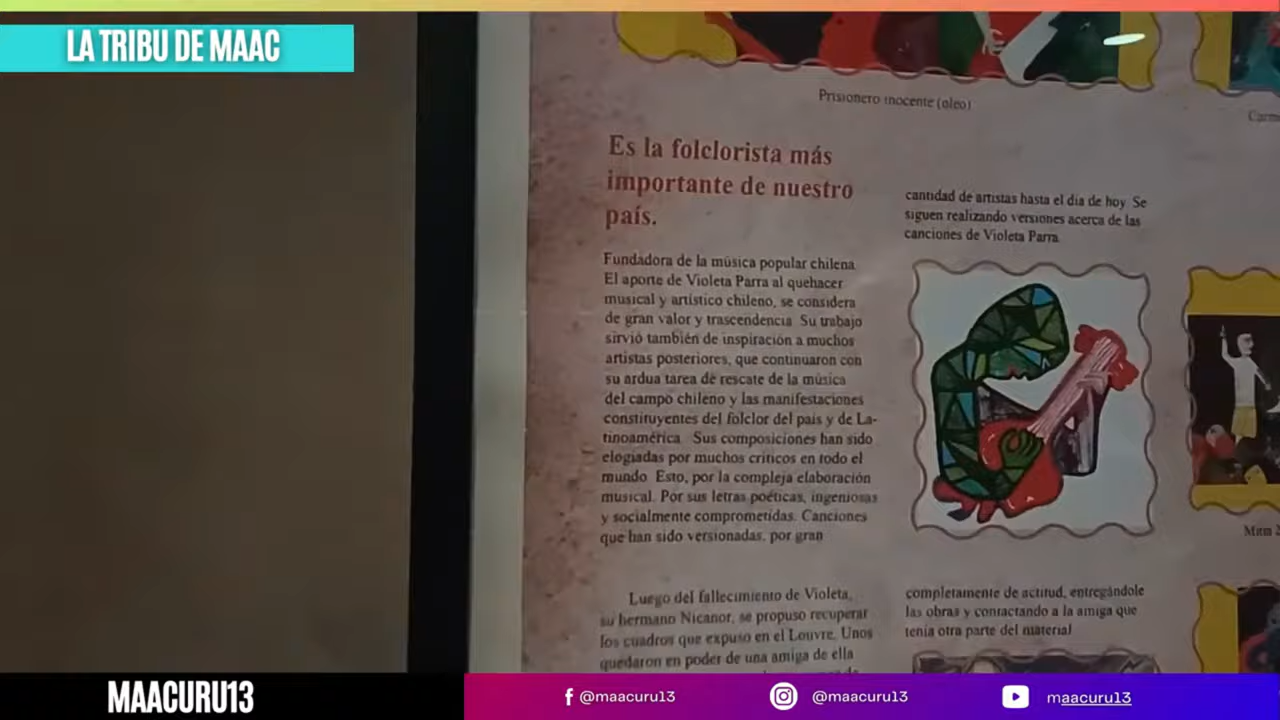 LA TRIBU DE MAAC
Prisionero inocente (oleo)
Es la folclorista más
importante de nuestro
país.
Fundadora de la música popular chilena.
El aporte de Violeta Parra al quehacer
musical y artístico chileno, se considera
de gran valor y trascendencia. Su trabajo
sirvió también de inspiración a muchos
artistas posteriores, que continuaron con
su ardua tarea de rescate de la música
del campo chileno y las manifestaciones
constituyentes del folclor del país y de La-
tinoamérica. Sus composiciones han sido
elogiadas por muchos críticos en todo el
mundo. Esto, por la compleja elaboración
musical. Por sus letras poéticas, ingeniosas
y socialmente comprometidas. Canciones
que han sido versionadas, por gran
cantidad de artistas hasta el día de hoy. Se
siguen realizando versiones acerca de las
canciones de Violeta Parra.
Luego del fallecimiento de Violeta,
su hermano Nicanor, se propuso recuperar
los cuadros que expuso en el Louvre. Unos
quedaron en poder de una amiga de ella
completamente de actitud, entregándole
las obras y contactando a la amiga que
tenía otra parte del material
MAACURU13
@maacuru13
@maacuru13
maacuru13